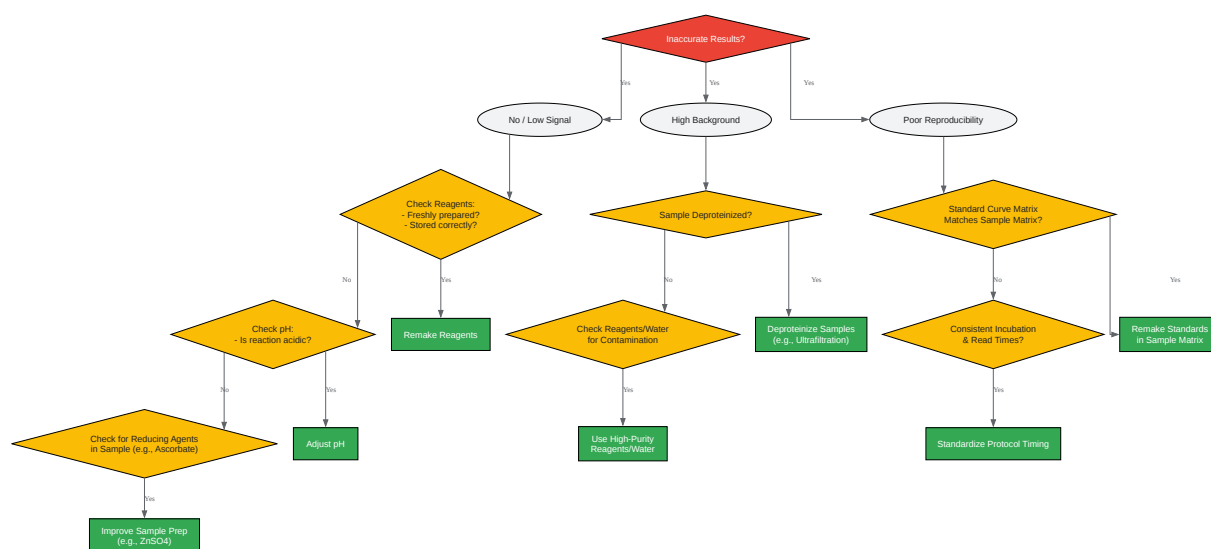 Inaccurate Results?
Yes
Yes
Yes
No / Low Signal
High Background
Poor Reproducibility
Check Reagents:
- Freshly prepared?
- Stored correctly?
Sample Deproteinized?
Standard Curve Matrix
Matches Sample Matrix?
No
Yes
No
Yes
No
Yes
Check pH:
- Is reaction acidic?
Remake Reagents
Check Reagents/Water
for Contamination
Deproteinize Samples
(e.g., Ultrafiltration)
Consistent Incubation
& Read Times?
Remake Standards
in Sample Matrix
No
Yes
Yes
Yes
Check for Reducing Agents
in Sample (e.g., Ascorbate)
Adjust pH
Use High-Purity
Reagents/Water
Standardize Protocol Timing
Yes
Improve Sample Prep
(e.g., ZnSO4)